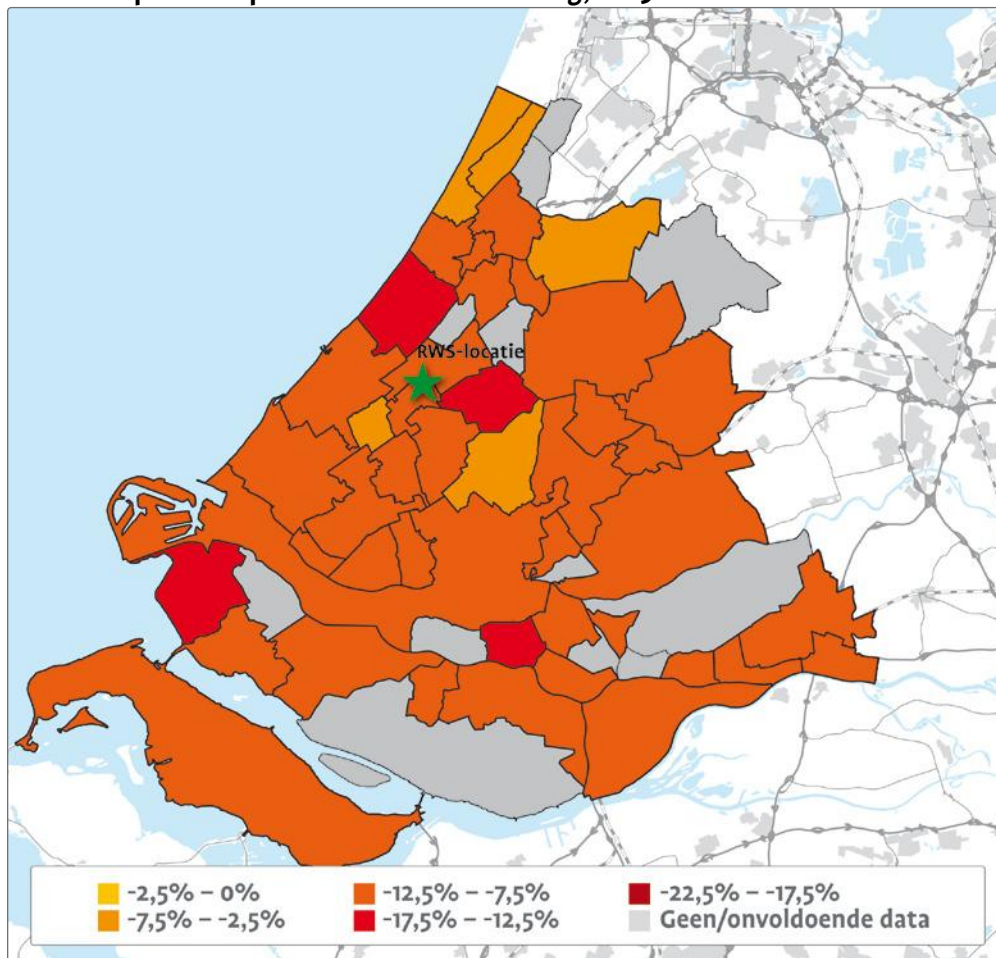 RWS-locatie
-2,5% – 0%
-7,5% – -2,5%
-12,5% – -7,5%
-17,5% – -12,5%
-22,5% – -17,5%
Geen/onvoldoende data